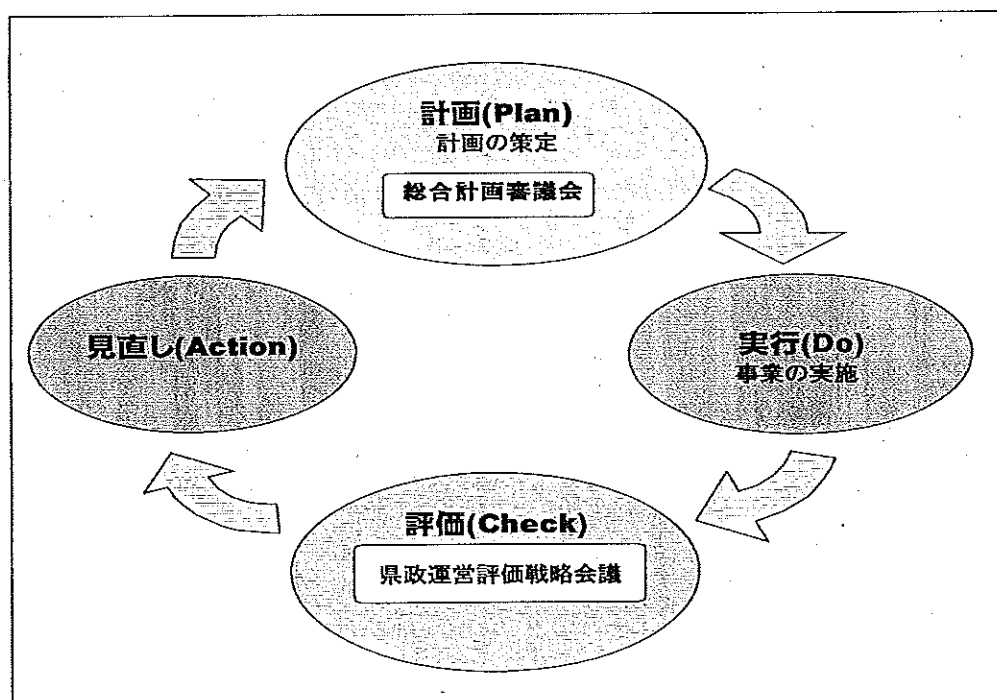 計画(Plan)
計画の策定
総合計画審議会
見直し(Action)
実行(Do)
事業の実施
評価(Check)
県政運営評価戦略会議